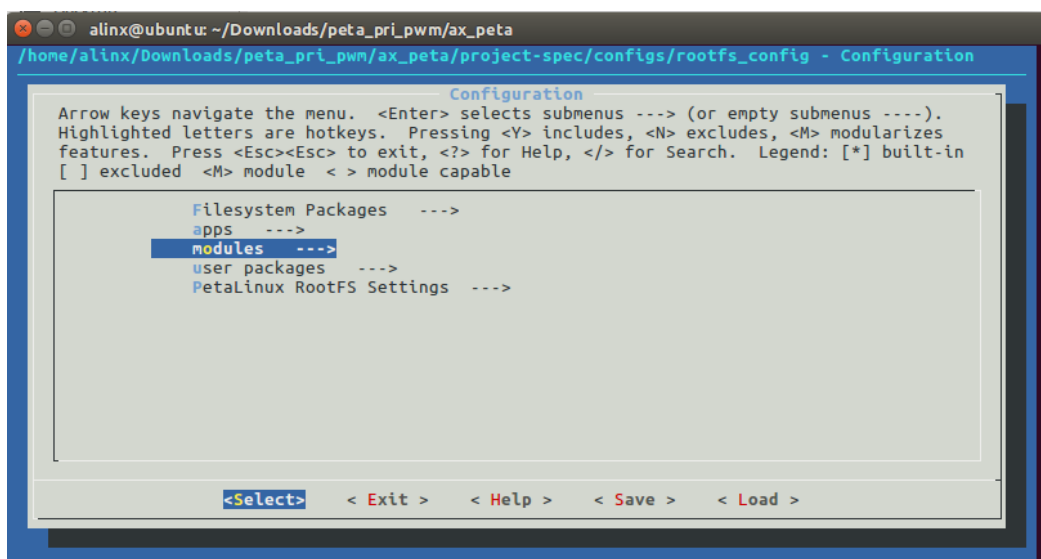 alinx@ubuntu: ~/Downloads/peta_pri_pwm/ax_peta
/home/alinx/Downloads/peta_pri_pwm/ax_peta/project-spec/configs/rootfs_config - Configuration
Configuration
Arrow keys navigate the menu.  <Enter> selects submenus ---> (or empty submenus ----).
Highlighted letters are hotkeys.  Pressing <Y> includes, <N> excludes, <M> modularizes
features.  Press <Esc><Esc> to exit, <?> for Help, </> for Search.  Legend: [*] built-in
[ ] excluded  <M> module  < > module capable
Filesystem Packages  --->
apps  --->
modules  --->
user packages  --->
PetaLinux RootFS Settings  --->
<Select>    < Exit >    < Help >    < Save >    < Load >